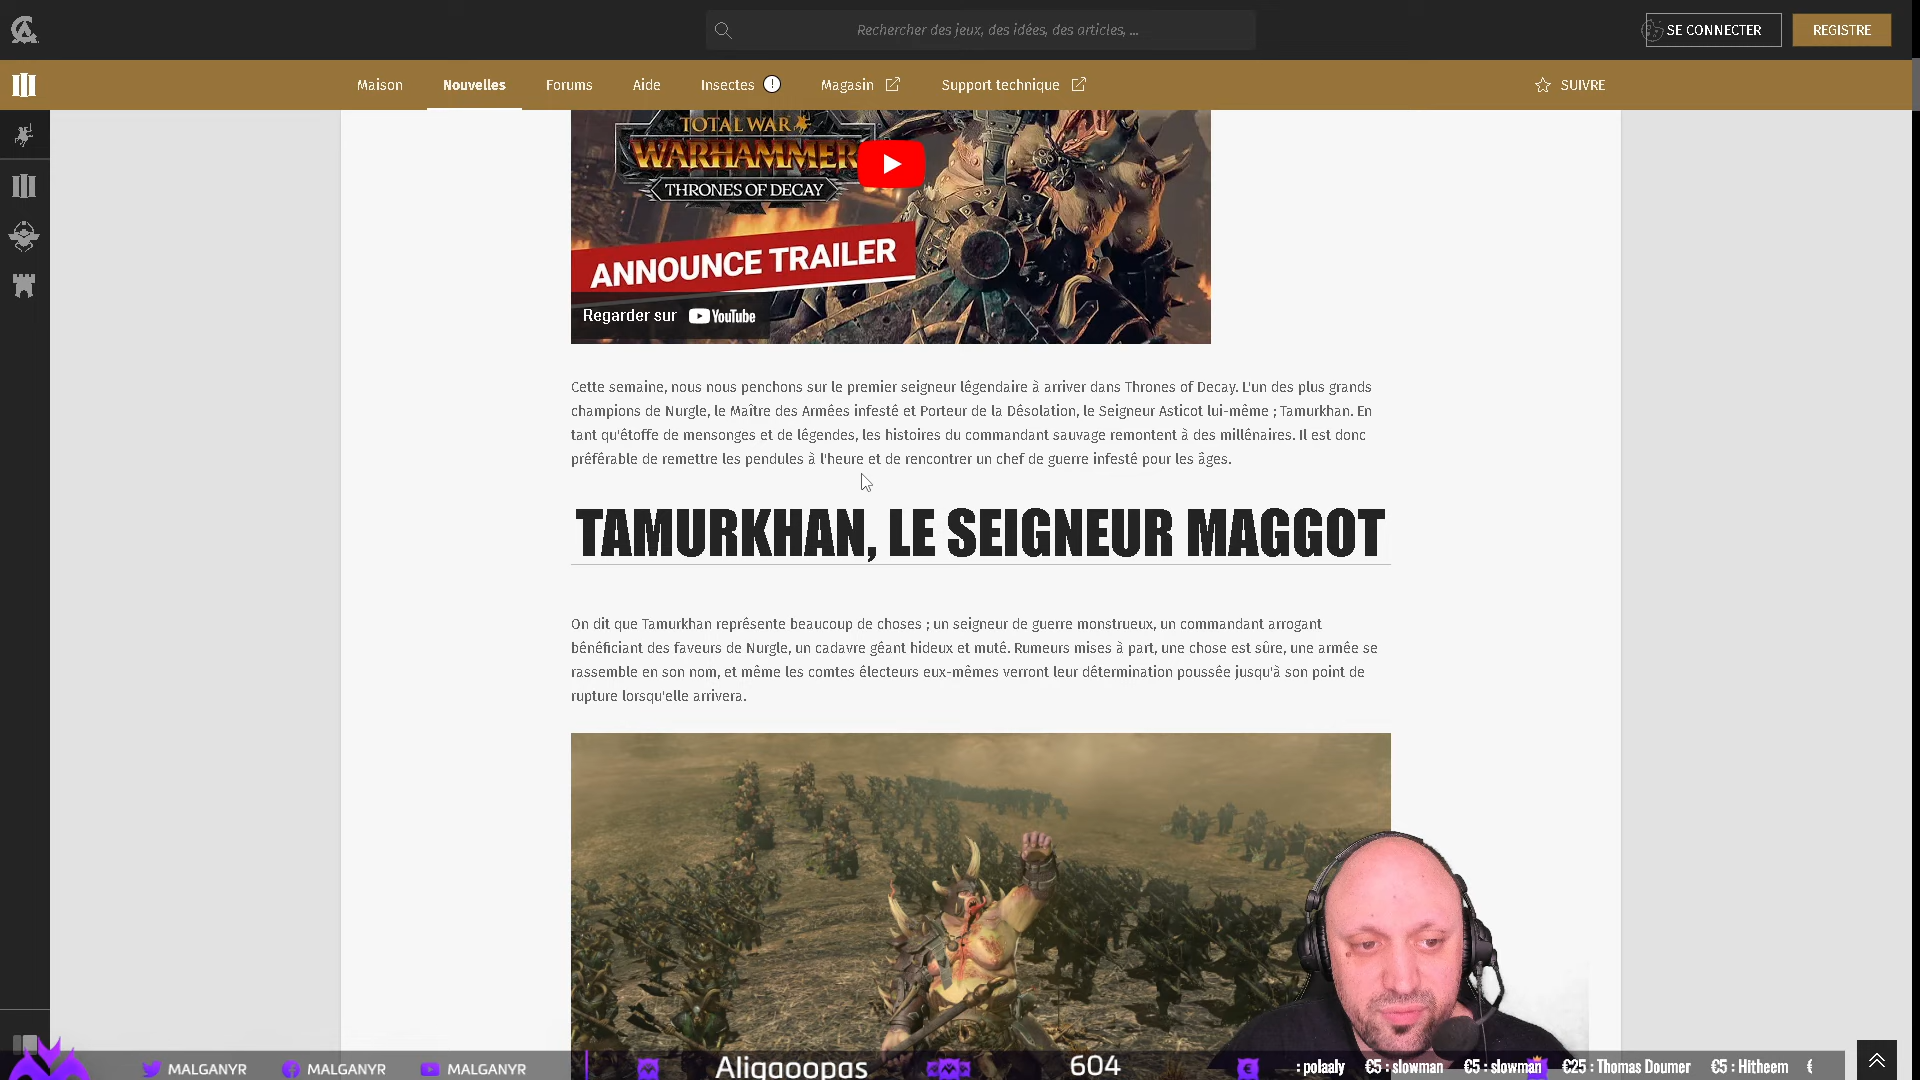 Rechercher des jeux, des idées, des articles, ...
SE CONNECTER
REGISTRE
Maison
Nouvelles
Forums
Aide
Insectes
Magasin
Support technique
SUIVRE
TOTAL WAR
WARHAMMER
THRONES OF DECAY
ANNOUNCE TRAILER
Regarder sur YouTube
Cette semaine, nous nous penchons sur le premier seigneur légendaire à arriver dans Thrones of Decay. L'un des plus grands
champions de Nurgle, le Maître des Armées infesté et Porteur de la Désolation, le Seigneur Asticot lui-même ; Tamurkhan. En
tant qu'étoffe de mensonges et de légendes, les histoires du commandant sauvage remontent à des millénaires. Il est donc
préférable de remettre les pendules à l'heure et de rencontrer un chef de guerre infesté pour les âges.
TAMURKHAN, LE SEIGNEUR MAGGOT
On dit que Tamurkhan représente beaucoup de choses ; un seigneur de guerre monstrueux, un commandant arrogant
bénéficiant des faveurs de Nurgle, un cadavre géant hideux et muté. Rumeurs mises à part, une chose est sûre, une armée se
rassemble en son nom, et même les comtes électeurs eux-mêmes verront leur détermination poussée jusqu'à son point de
rupture lorsqu'elle arrivera.
MALGANYR MALGANYR MALGANYR Aligaoopas 604 : polaaly €5 : slowman €5 : slowman €25 : Thomas Doumer €5 : Hitheem €